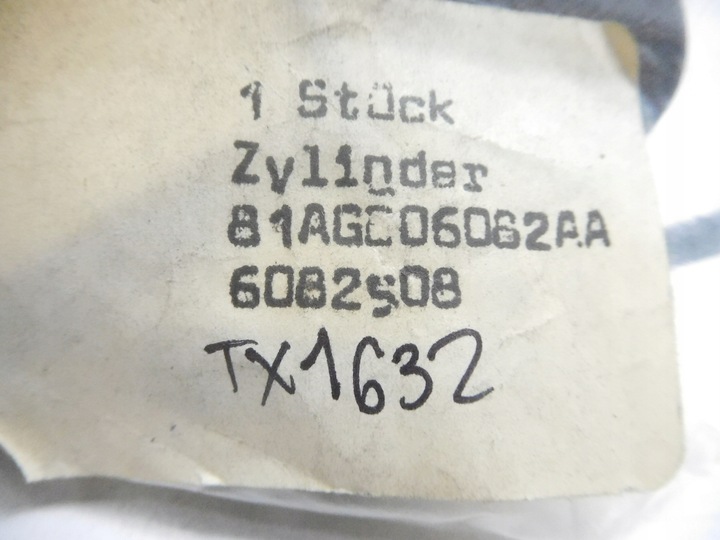 1 Stück
Zylinder
81AGC06062AA
6082508
TX1632